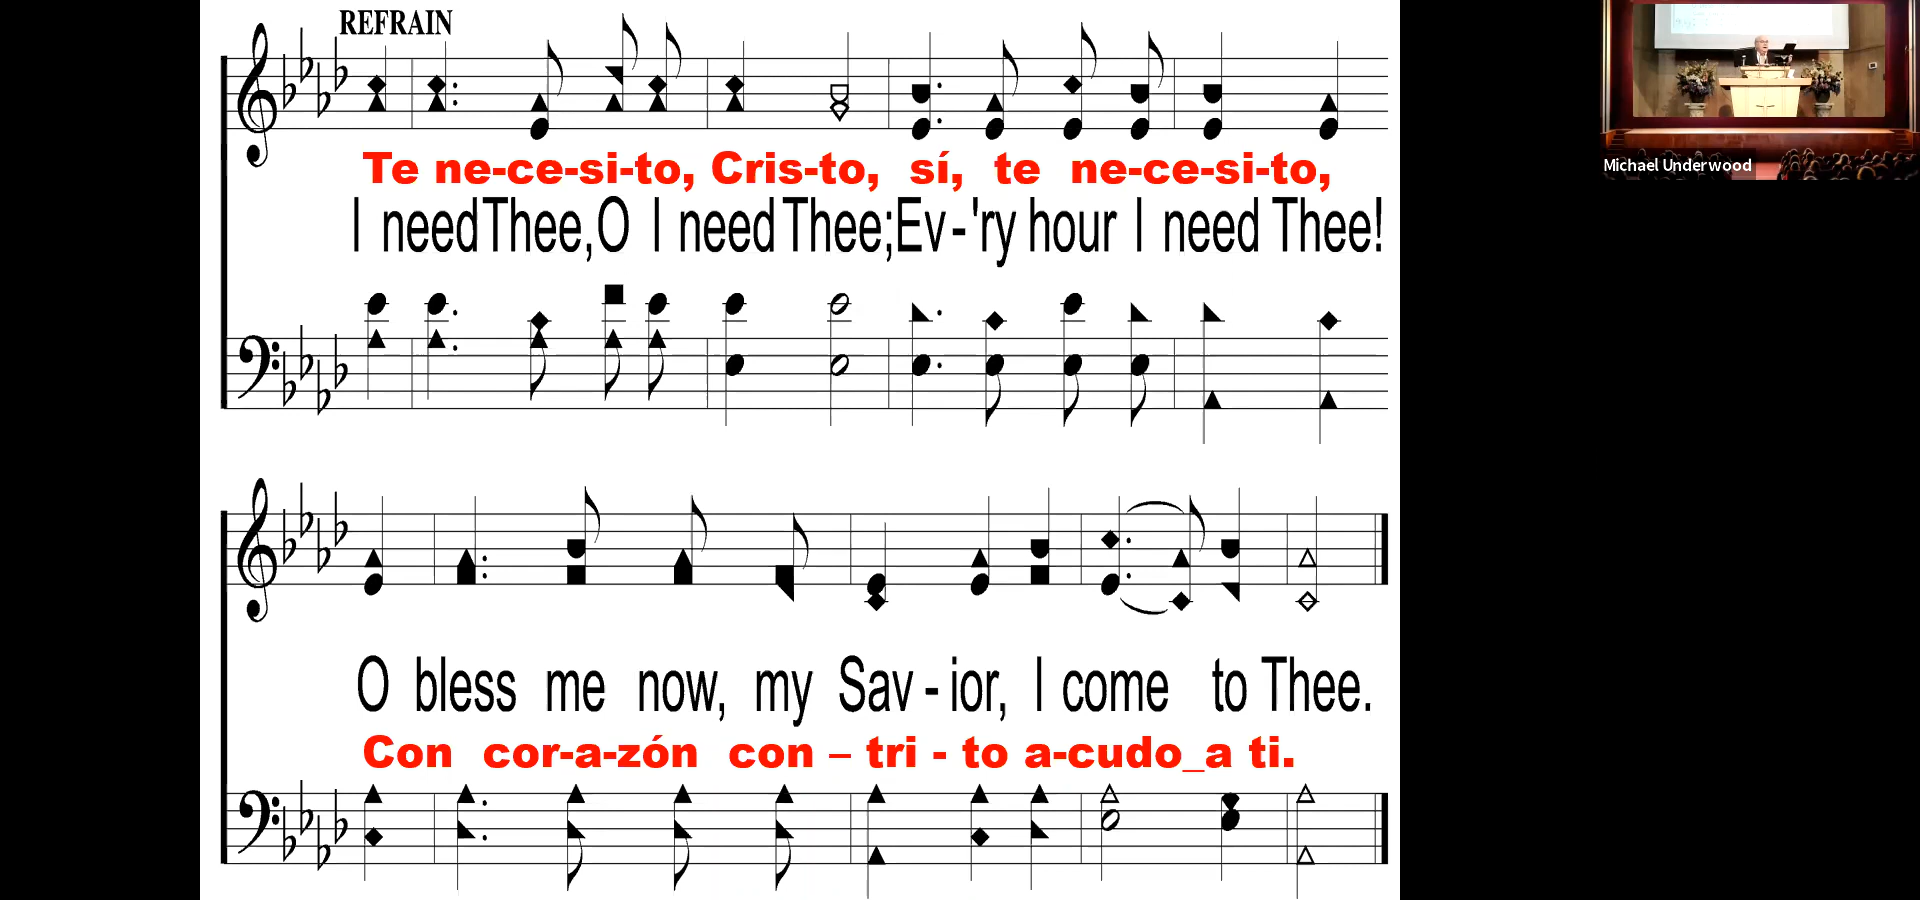 REFRAIN
Te ne-ce-si-to, Cris-to, sí, te ne-ce-si-to,
I need Thee, O I need Thee; Ev-'ry hour I need Thee!
O bless me now, my Sav-ior, I come to Thee.
Con cor-a-zón con – tri - to a-cudo_a ti.
Michael Underwood